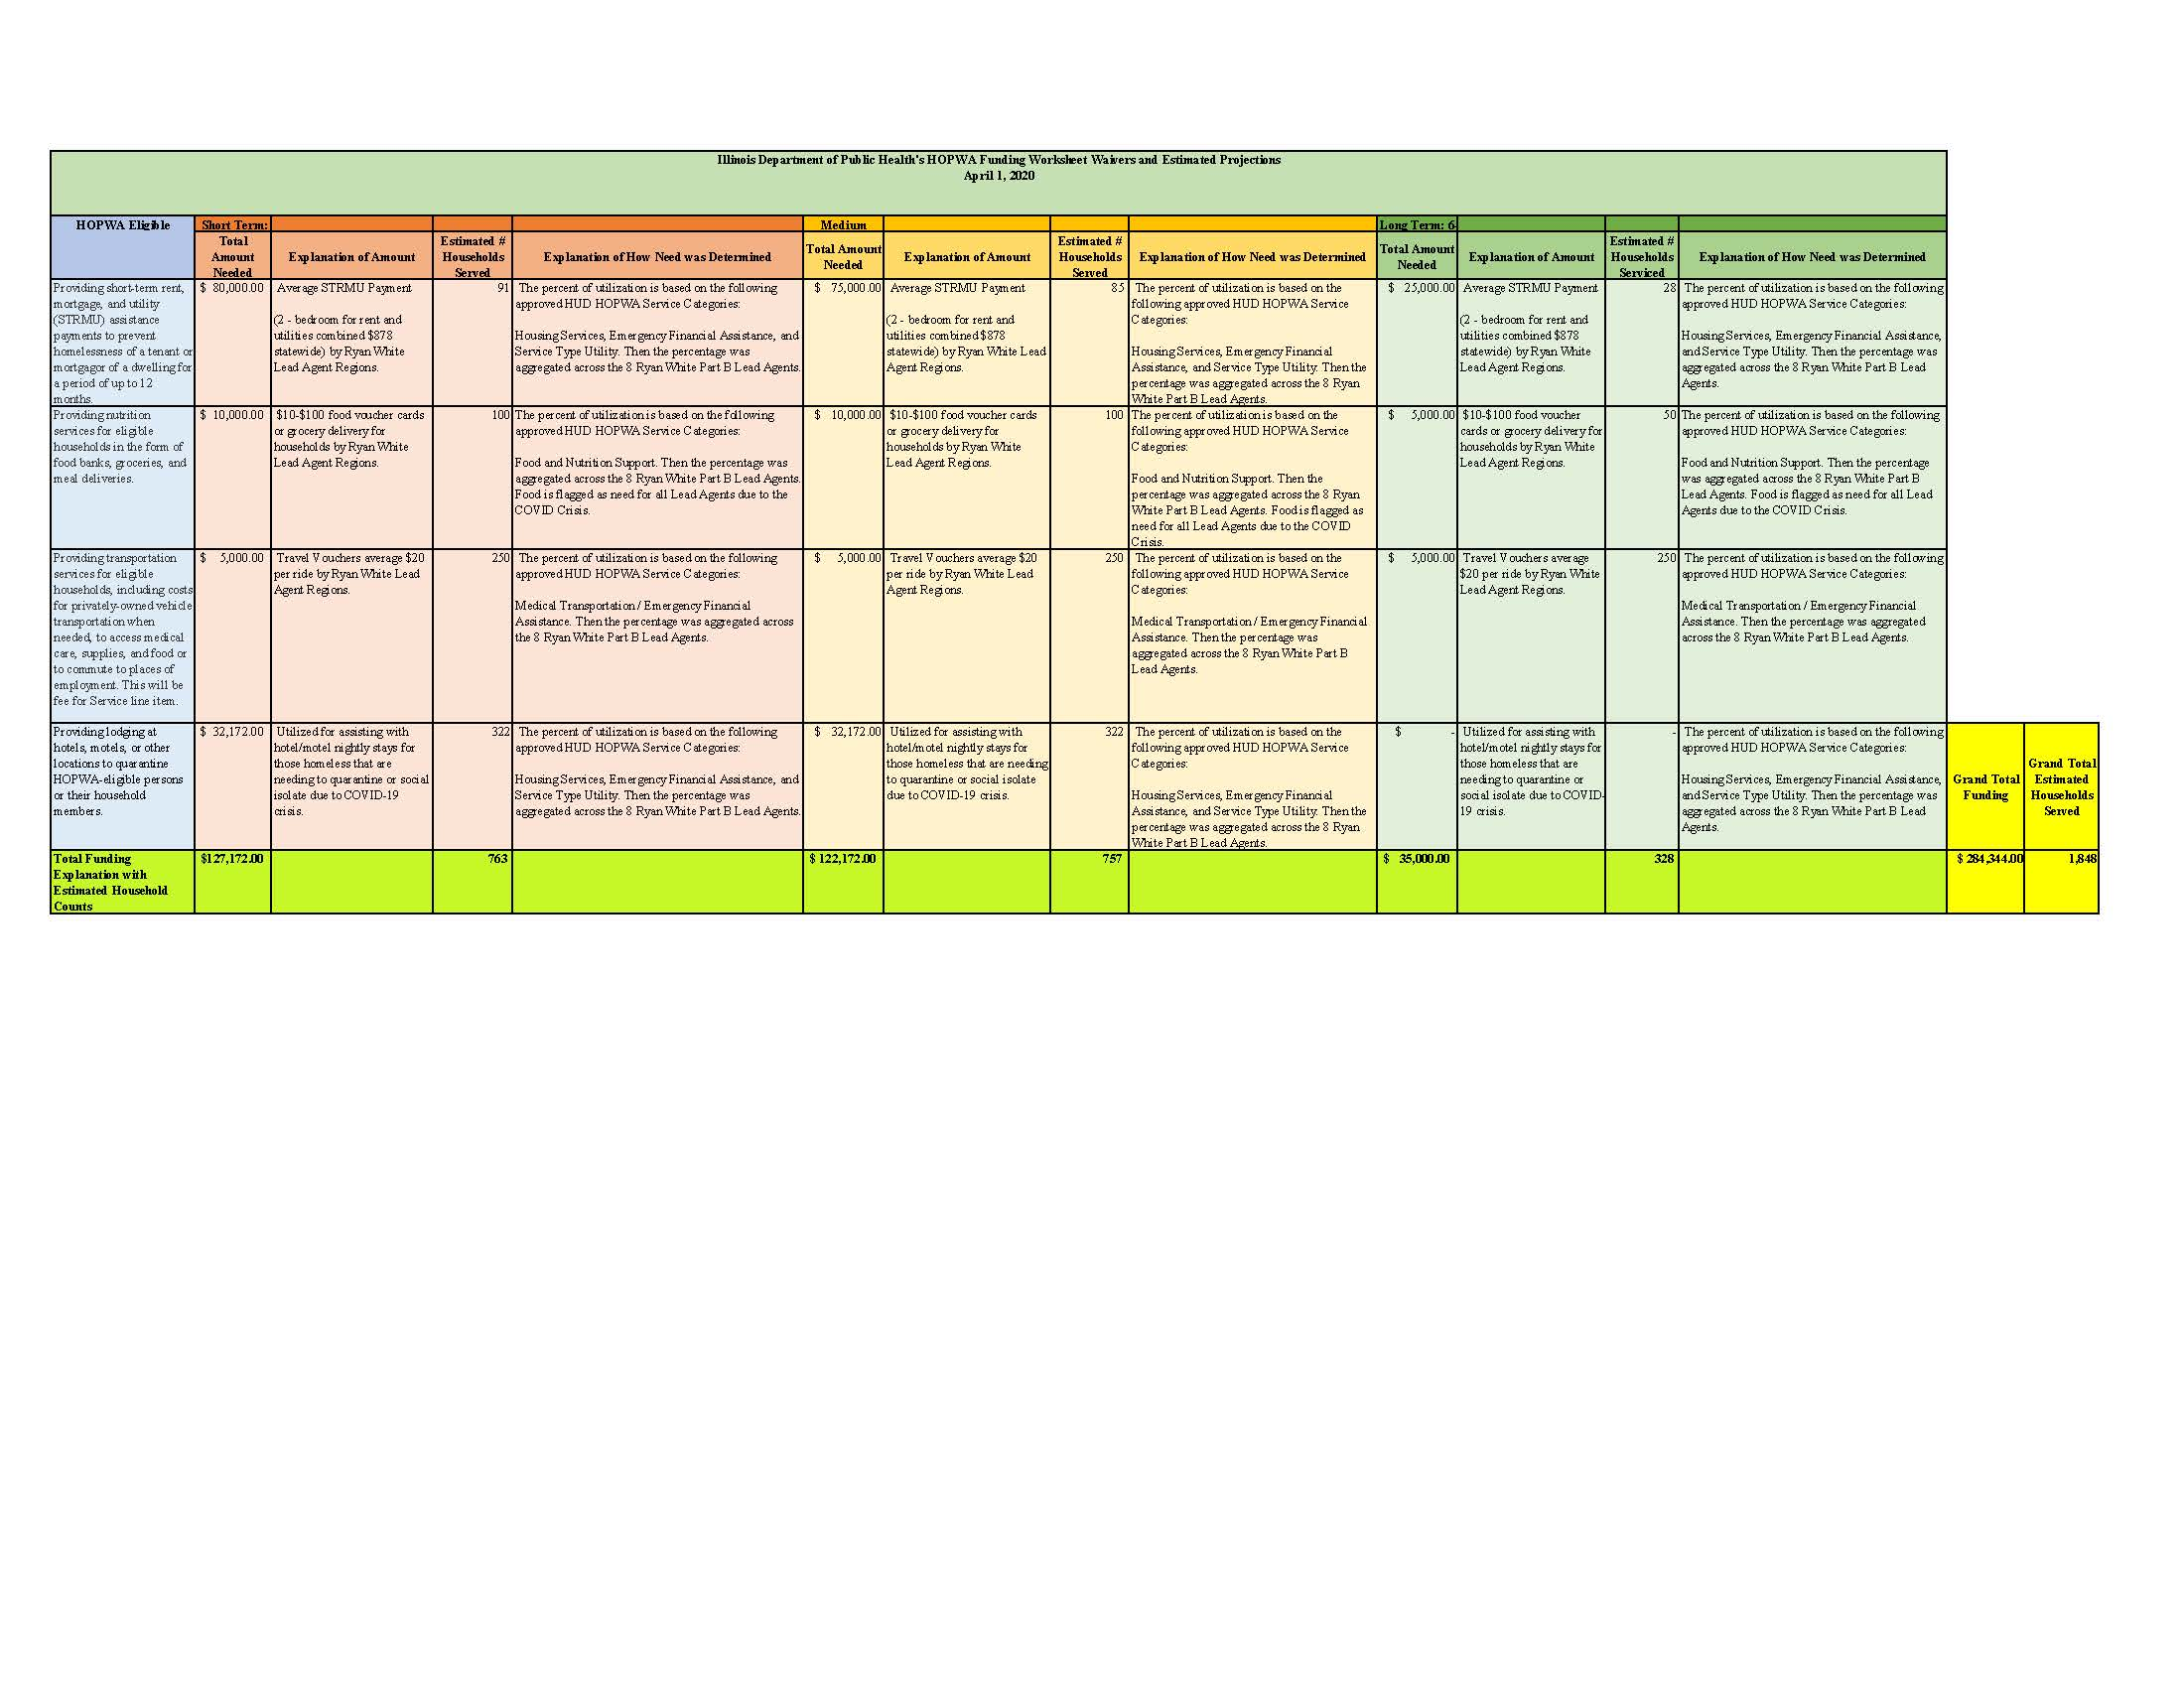 Illinois Department of Public Health's HOPWA Funding Worksheet Waivers and Estimated Projections
April 1, 2020
HOPWA Eligible
Short Term:
Medium
Long Term: 6-
Total
Amount
Needed
Explanation of Amount
Estimated #
Households
Served
Explanation of How Need was Determined
Total Amount
Needed
Explanation of Amount
Estimated #
Households
Served
Explanation of How Need was Determined
Total Amount
Needed
Explanation of Amount
Estimated #
Households
Serviced
Explanation of How Need was Determined
Providing short-term rent,
mortgage, and utility
(STRMU) assistance
payments to prevent
homelessness of a tenant or
mortgagor of a dwelling for
a period of up to 12
months.
$ 80,000.00
Average STRMU Payment
(2 - bedroom for rent and
utilities combined $878
statewide) by Ryan White
Lead Agent Regions.
91
The percent of utilization is based on the following
approved HUD HOPWA Service Categories:
Housing Services, Emergency Financial Assistance, and
Service Type Utility. Then the percentage was
aggregated across the 8 Ryan White Part B Lead Agents.
$ 75,000.00
Average STRMU Payment
(2 - bedroom for rent and
utilities combined $878
statewide) by Ryan White Lead
Agent Regions.
85
The percent of utilization is based on the
following approved HUD HOPWA Service
Categories:
Housing Services, Emergency Financial
Assistance, and Service Type Utility. Then the
percentage was aggregated across the 8 Ryan
White Part B Lead Agents.
$ 25,000.00
Average STRMU Payment
(2 - bedroom for rent and
utilities combined $878
statewide) by Ryan White
Lead Agent Regions.
28
The percent of utilization is based on the following
approved HUD HOPWA Service Categories:
Housing Services, Emergency Financial Assistance,
and Service Type Utility. Then the percentage was
aggregated across the 8 Ryan White Part B Lead
Agents.
Providing nutrition
services for eligible
households in the form of
food banks, groceries, and
meal deliveries.
$ 10,000.00
$10-$100 food voucher cards
or grocery delivery for
households by Ryan White
Lead Agent Regions.
100
The percent of utilization is based on the following
approved HUD HOPWA Service Categories:
Food and Nutrition Support. Then the percentage was
aggregated across the 8 Ryan White Part B Lead Agents.
Food is flagged as need for all Lead Agents due to the
COVID Crisis.
$ 10,000.00
$10-$100 food voucher cards
or grocery delivery for
households by Ryan White
Lead Agent Regions.
100
The percent of utilization is based on the
following approved HUD HOPWA Service
Categories:
Food and Nutrition Support. Then the
percentage was aggregated across the 8 Ryan
White Part B Lead Agents. Food is flagged as
need for all Lead Agents due to the COVID
Crisis.
$ 5,000.00
$10-$100 food voucher
cards or grocery delivery for
households by Ryan White
Lead Agent Regions.
50
The percent of utilization is based on the following
approved HUD HOPWA Service Categories:
Food and Nutrition Support. Then the percentage
was aggregated across the 8 Ryan White Part B
Lead Agents. Food is flagged as need for all Lead
Agents due to the COVID Crisis.
Providing transportation
services for eligible
households, including costs
for privately-owned vehicle
transportation when
needed, to access medical
care, supplies, and food or
to commute to places of
employment. This will be
fee for Service line item.
$ 5,000.00
Travel Vouchers average $20
per ride by Ryan White Lead
Agent Regions.
250
The percent of utilization is based on the following
approved HUD HOPWA Service Categories:
Medical Transportation / Emergency Financial
Assistance. Then the percentage was aggregated across
the 8 Ryan White Part B Lead Agents.
$ 5,000.00
Travel Vouchers average $20
per ride by Ryan White Lead
Agent Regions.
250
The percent of utilization is based on the
following approved HUD HOPWA Service
Categories:
Medical Transportation / Emergency Financial
Assistance. Then the percentage was
aggregated across the 8 Ryan White Part B
Lead Agents.
$ 5,000.00
Travel Vouchers average
$20 per ride by Ryan White
Lead Agent Regions.
250
The percent of utilization is based on the following
approved HUD HOPWA Service Categories:
Medical Transportation / Emergency Financial
Assistance. Then the percentage was aggregated
across the 8 Ryan White Part B Lead Agents.
Providing lodging at
hotels, motels, or other
locations to quarantine
HOPWA-eligible persons
or their household
members.
$ 32,172.00
Utilized for assisting with
hotel/motel nightly stays for
those homeless that are
needing to quarantine or social
isolate due to COVID-19
crisis.
322
The percent of utilization is based on the following
approved HUD HOPWA Service Categories:
Housing Services, Emergency Financial Assistance, and
Service Type Utility. Then the percentage was
aggregated across the 8 Ryan White Part B Lead Agents.
$ 32,172.00
Utilized for assisting with
hotel/motel nightly stays for
those homeless that are needing
to quarantine or social isolate
due to COVID-19 crisis.
322
The percent of utilization is based on the
following approved HUD HOPWA Service
Categories:
Housing Services, Emergency Financial
Assistance, and Service Type Utility. Then the
percentage was aggregated across the 8 Ryan
White Part B Lead Agents.
$ -
Utilized for assisting with
hotel/motel nightly stays for
those homeless that are
needing to quarantine or
social isolate due to COVID-
19 crisis.
-
The percent of utilization is based on the following
approved HUD HOPWA Service Categories:
Housing Services, Emergency Financial Assistance,
and Service Type Utility. Then the percentage was
aggregated across the 8 Ryan White Part B Lead
Agents.
Grand Total
Funding
Grand Total
Estimated
Households
Served
Total Funding
Explanation with
Estimated Household
Counts
$127,172.00
763
$ 122,172.00
757
$ 35,000.00
328
$ 284,344.00
1,848